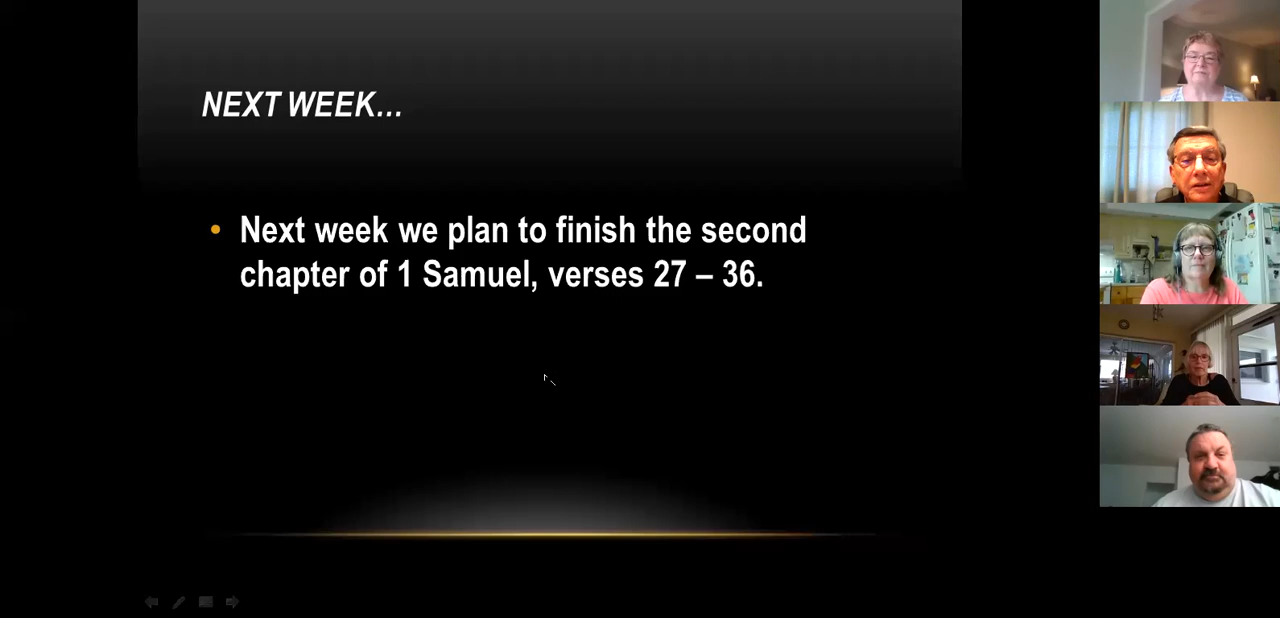 NEXT WEEK...
• Next week we plan to finish the second
chapter of 1 Samuel, verses 27 – 36.